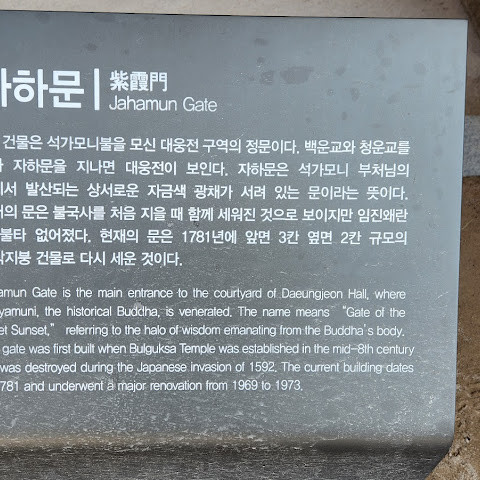 자하문 | 紫霞門
Jahamun Gate
건물은 석가모니불을 모신 대웅전 구역의 정문이다. 백운교와 청운교를
자하문을 지나면 대웅전이 보인다. 자하문은 석가모니 부처님의
에서 발산되는 상서로운 자금색 광채가 서려 있는 문이라는 뜻이다.
의 문은 불국사를 처음 지을 때 함께 세워진 것으로 보이지만 임진왜란
불타 없어졌다. 현재의 문은 1781년에 앞면 3칸 옆면 2칸 규모의
지붕 건물로 다시 세운 것이다.
amun Gate is the main entrance to the courtyard of Daeungjeon Hall, where
yamuni, the historical Buddha, is venerated. The name means “Gate of the
et Sunset,” referring to the halo of wisdom emanating from the Buddha's body.
gate was first built when Bulguksa Temple was established in the mid-8th century
was destroyed during the Japanese invasion of 1592. The current building dates
781 and underwent a major renovation from 1969 to 1973.